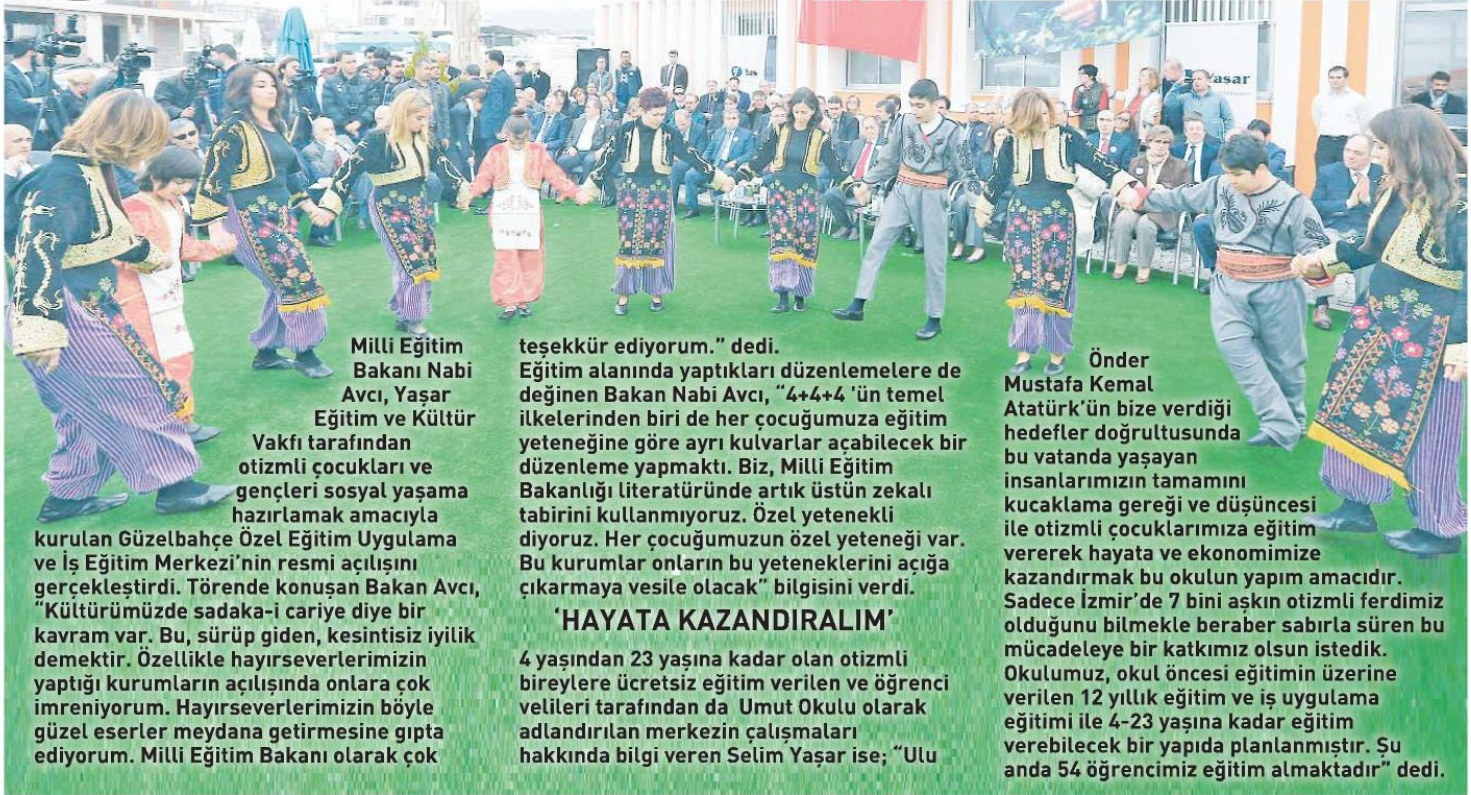 Yaşar
Milli Eğitim
Bakanı Nabi
Avcı, Yaşar
Eğitim ve Kültür
Vakfı tarafından
otizmli çocukları ve
gençleri sosyal yaşama
hazırlamak amacıyla
kurulan Güzelbahçe Özel Eğitim Uygulama
ve İş Eğitim Merkezi’nin resmi açılışını
gerçekleştirdi. Törende konuşan Bakan Avcı,
“Kültürümüzde sadaka-i cariye diye bir
kavram var. Bu, sürüp giden, kesintisiz iyilik
demektir. Özellikle hayırseverlerimizin
yaptığı kurumların açılışında onlara çok
imreniyorum. Hayırseverlerimizin böyle
güzel eserler meydana getirmesine gıpta
ediyorum. Milli Eğitim Bakanı olarak çok
teşekkür ediyorum.” dedi.
Eğitim alanında yaptıkları düzenlemelere de
değinen Bakan Nabi Avcı, “4+4+4 'ün temel
ilkelerinden biri de her çocuğumuza eğitim
yeteneğine göre ayrı kulvarlar açabilecek bir
düzenleme yapmaktı. Biz, Milli Eğitim
Bakanlığı literatüründe artık üstün zekalı
tabirini kullanmıyoruz. Özel yetenekli
diyoruz. Her çocuğumuzun özel yeteneği var.
Bu kurumlar onların bu yeteneklerini açığa
çıkarmaya vesile olacak” bilgisini verdi.
‘HAYATA KAZANDIRALIM’
4 yaşından 23 yaşına kadar olan otizmli
bireylere ücretsiz eğitim verilen ve öğrenci
velileri tarafından da Umut Okulu olarak
adlandırılan merkezin çalışmaları
hakkında bilgi veren Selim Yaşar ise; “Ulu
Önder
Mustafa Kemal
Atatürk’ün bize verdiği
hedefler doğrultusunda
bu vatanda yaşayan
insanlarımızın tamamını
kucaklama gereği ve düşüncesi
ile otizmli çocuklarımıza eğitim
vererek hayata ve ekonomimize
kazandırmak bu okulun yapım amacıdır.
Sadece İzmir’de 7 bini aşkın otizmli ferdimiz
olduğunu bilmekle beraber sabırla süren bu
mücadeleye bir katkımız olsun istedik.
Okulumuz, okul öncesi eğitimin üzerine
verilen 12 yıllık eğitim ve iş uygulama
eğitimi ile 4-23 yaşına kadar eğitim
verebilecek bir yapıda planlanmıştır. Şu
anda 54 öğrencimiz eğitim almaktadır” dedi.